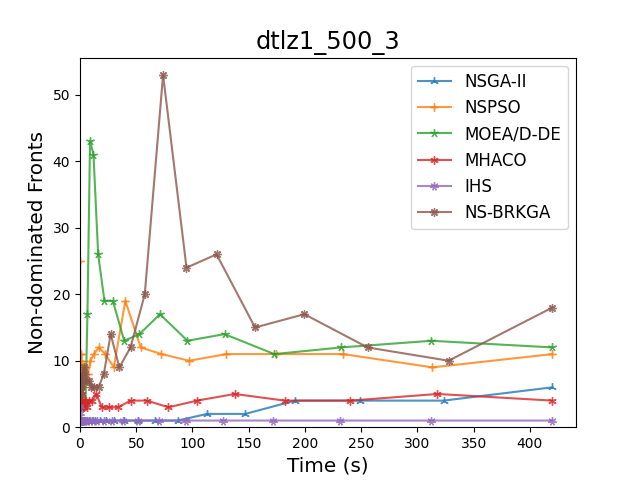 dtlz1_500_3
Non-dominated Fronts
50
40
30
20
10
0
0 50 100 150 200 250 300 350 400
Time (s)
NSGA-II
NSPSO
MOEA/D-DE
MHACO
IHS
NS-BRKGA